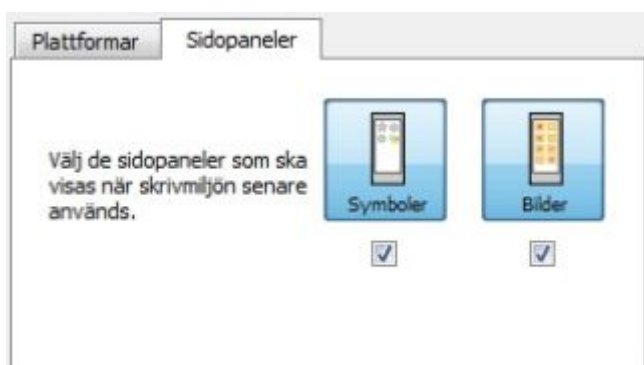 Plattformar Sidopaneler
Välj de sidopaneler som ska
visas när skrivmiljön senare
används.
Symboler Bilder